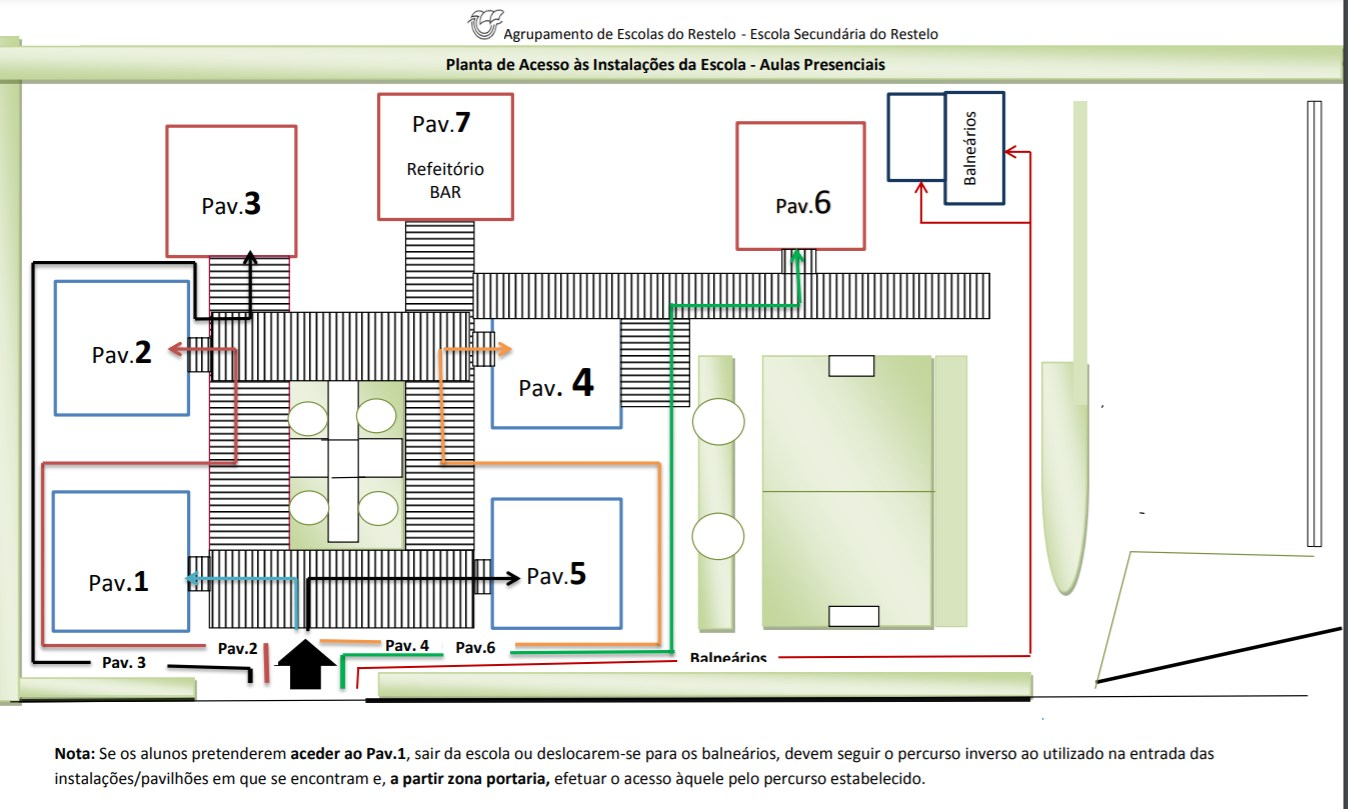 Agrupamento de Escolas do Restelo - Escola Secundária do Restelo
Planta de Acesso às Instalações da Escola - Aulas Presenciais
Pav.7
Refeitório
BAR
Pav.3
Pav.6
Balneários
Pav.2
Pav. 4
Pav.1
Pav.5
Pav.2
Pav. 4
Pav.6
Pav. 3
Balneários
Nota: Se os alunos pretenderem aceder ao Pav.1, sair da escola ou deslocarem-se para os balneários, devem seguir o percurso inverso ao utilizado na entrada das
instalações/pavilhões em que se encontram e, a partir zona portaria, efetuar o acesso àquele pelo percurso estabelecido.